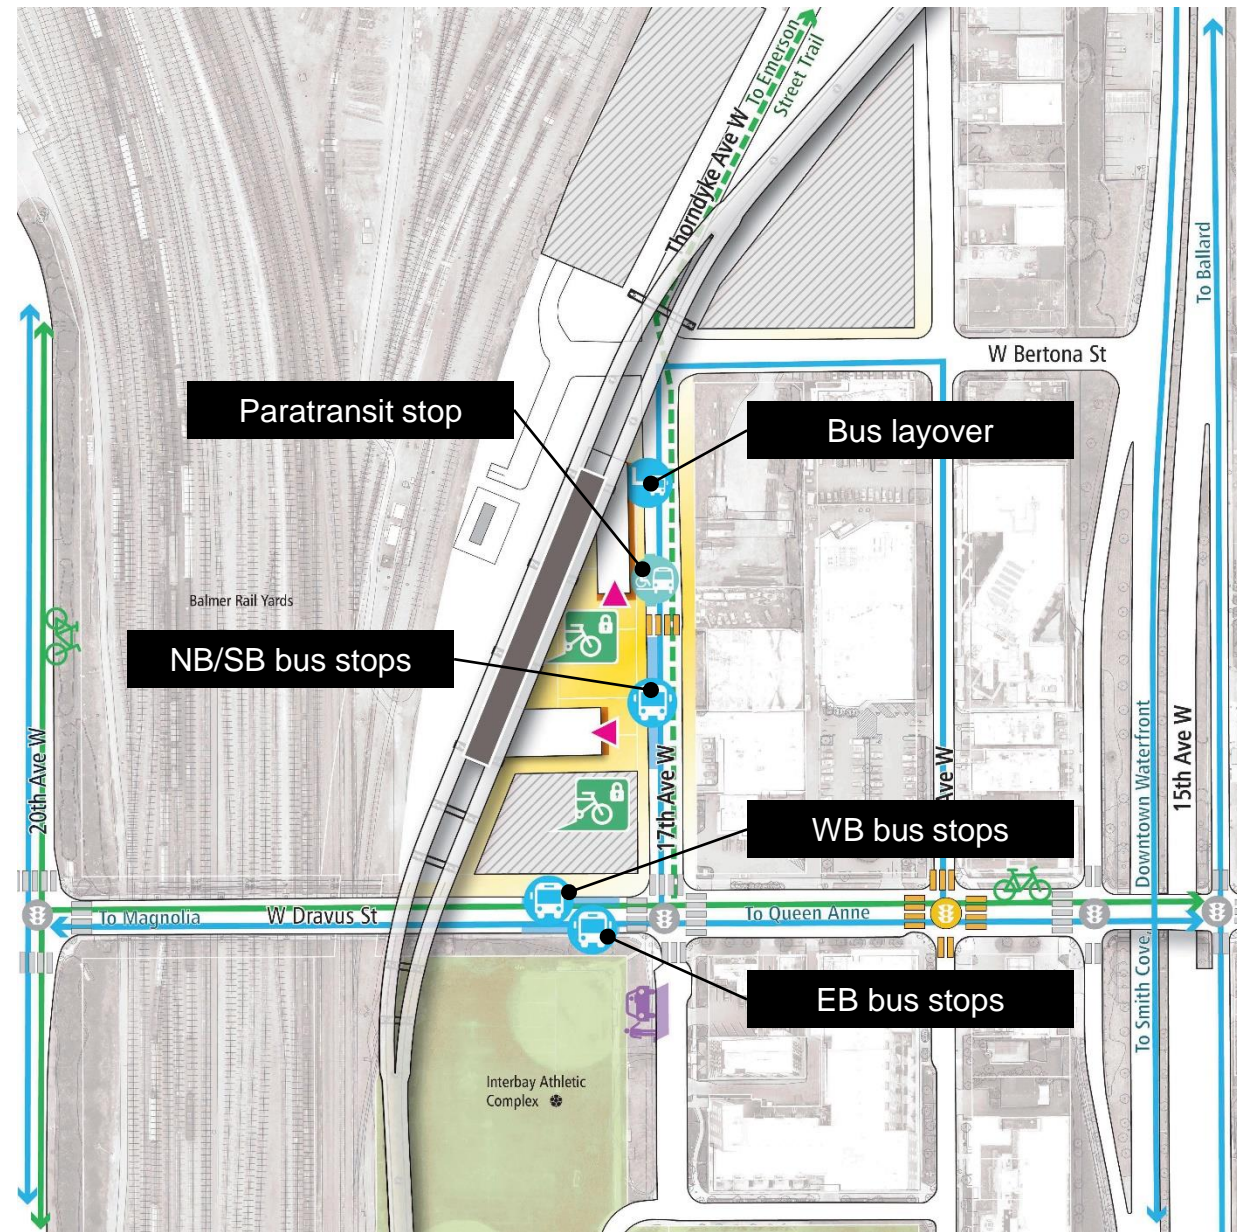 To Emerson
Street Trail
Thorndyke Ave W
To Ballard
W Bertona St
Paratransit stop
Bus layover
Balmer Rail Yards
NB/SB bus stops
20th Ave W
17th Ave W
Ave W
Downtown Waterfront
15th Ave W
WB bus stops
To Magnolia
W Dravus St
To Queen Anne
To Smith Cove,
EB bus stops
Interbay Athletic
Complex